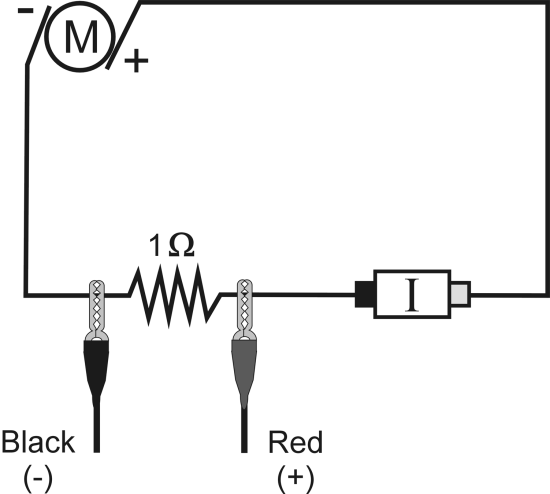 -
M
+
1Ω
I
Black
(-)
Red
(+)